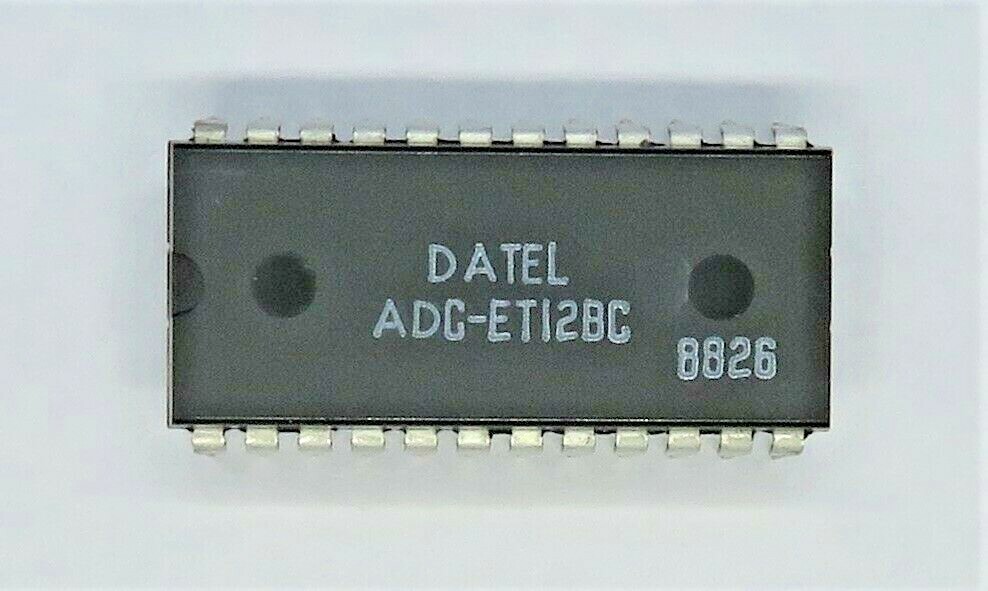 DATEL
ADC-ET12BC
8826